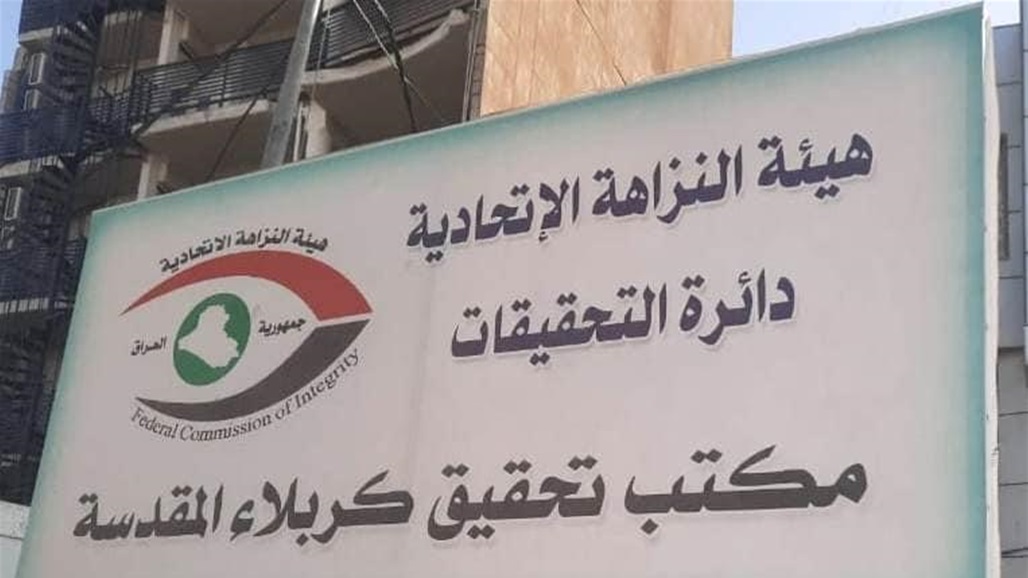 هيئة النزاهة الإتحادية
دائرة التحقيقات
هيئة النزاهة الاتحادية
جمهورية العراق
Federal Commission of Integrity
مكتب تحقيق كربلاء المقدسة